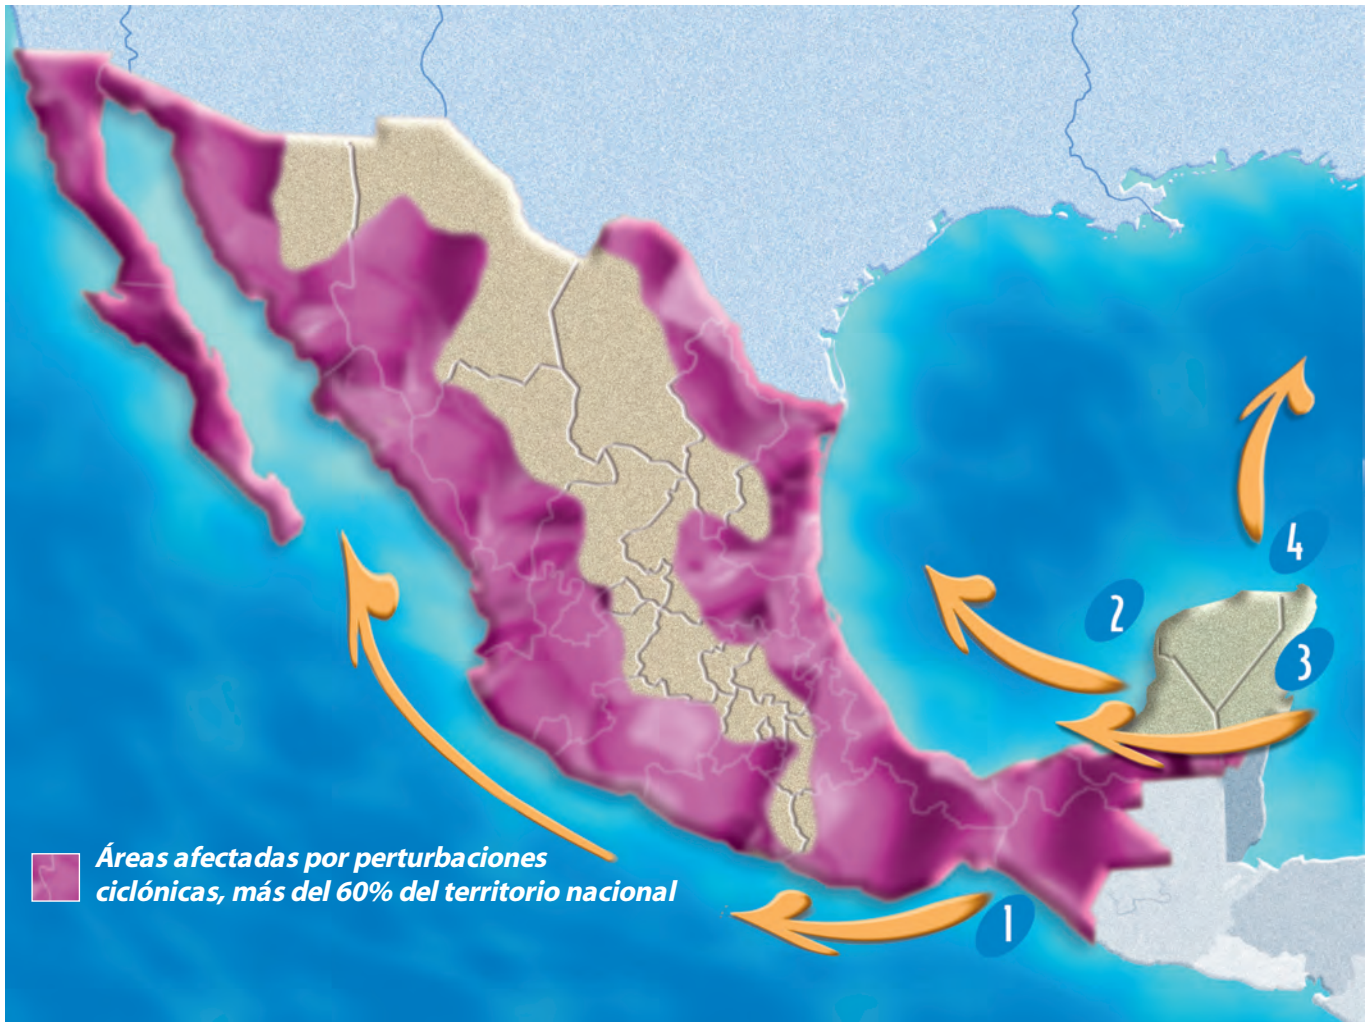 4
2
3
Áreas afectadas por perturbaciones
ciclónicas, más del 60% del territorio nacional
1